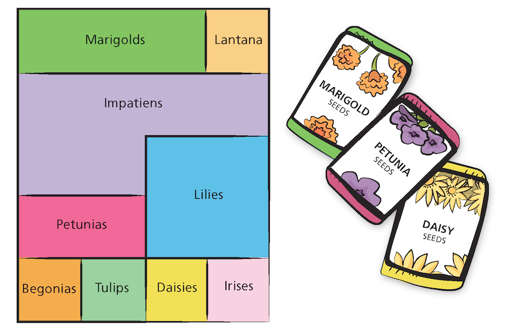 Marigolds
Lantana
Impatiens
Lilies
Petunias
Begonias
Tulips
Daisies
Irises
MARIGOLD
SEEDS
PETUNIA
SEEDS
DAISY
SEEDS